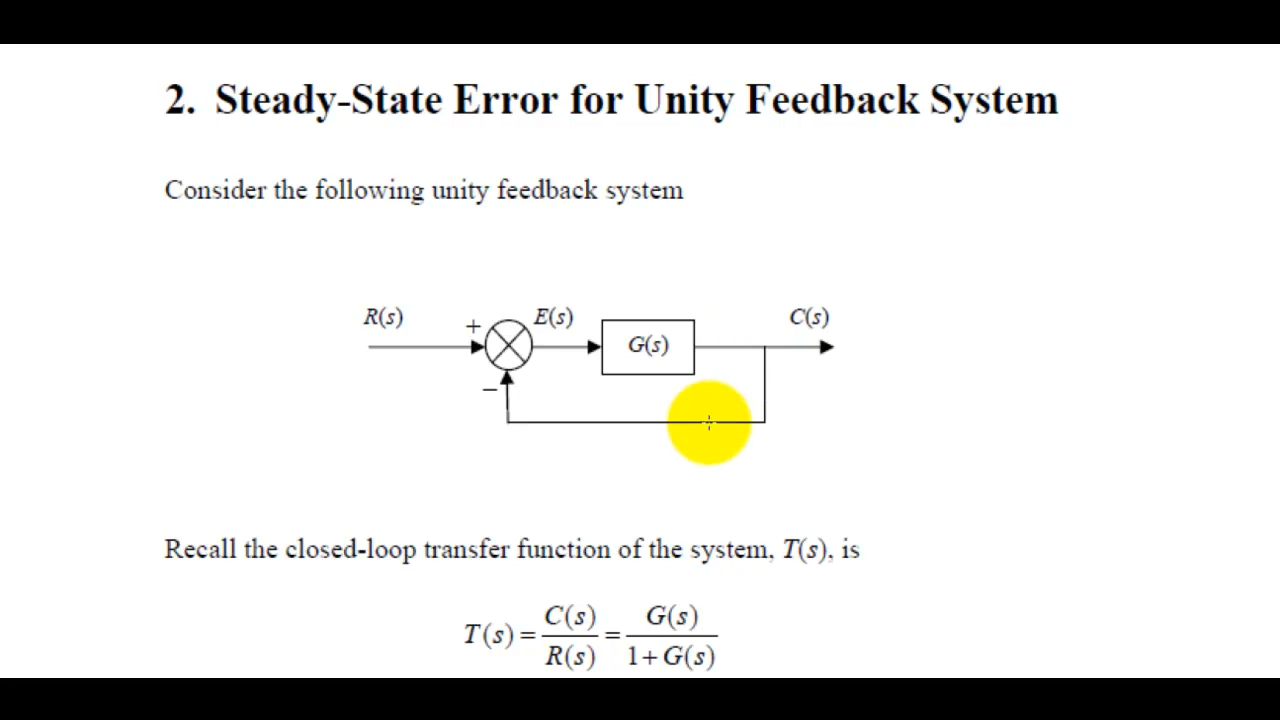 2. Steady-State Error for Unity Feedback System
Consider the following unity feedback system
R(s) + E(s) G(s) C(s)
−
Recall the closed-loop transfer function of the system, T(s), is
T(s) = C(s)/R(s) = G(s)/1+G(s)